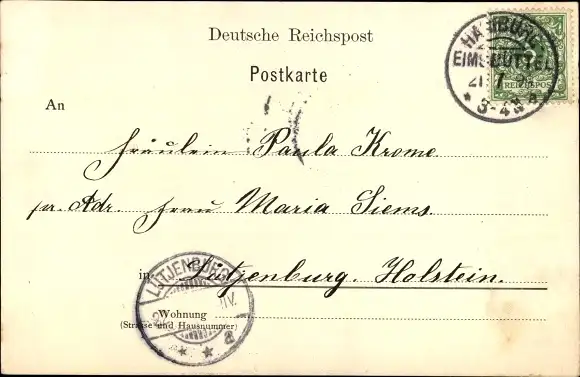 Deutsche Reichspost
Postkarte
HAMBURG
EIMSBÜTTEL
REICHSPOST
An
Fräulein Paula Krome
pr. Adr. Frau Maria Siems
in Lütjenburg. Holstein.
LÜTJENBURG
Wohnung
(Strasse und Hausnummer)
a